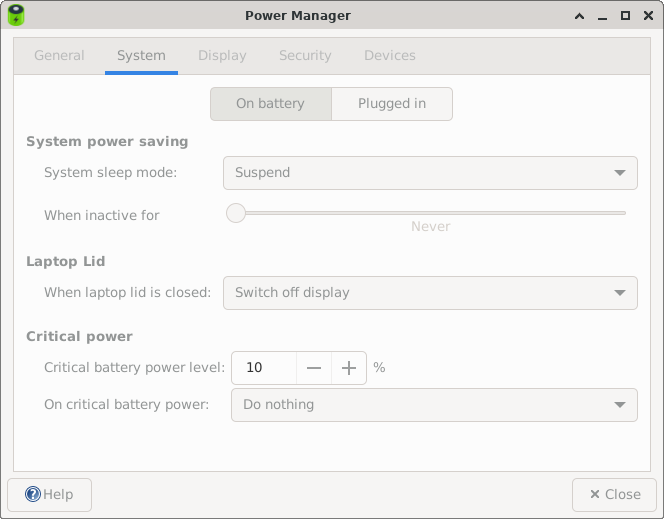 Power Manager
General System Display Security Devices
On battery Plugged in
System power saving
System sleep mode: Suspend
When inactive for
Never
Laptop Lid
When laptop lid is closed: Switch off display
Critical power
Critical battery power level: 10 %
On critical battery power: Do nothing
Help Close